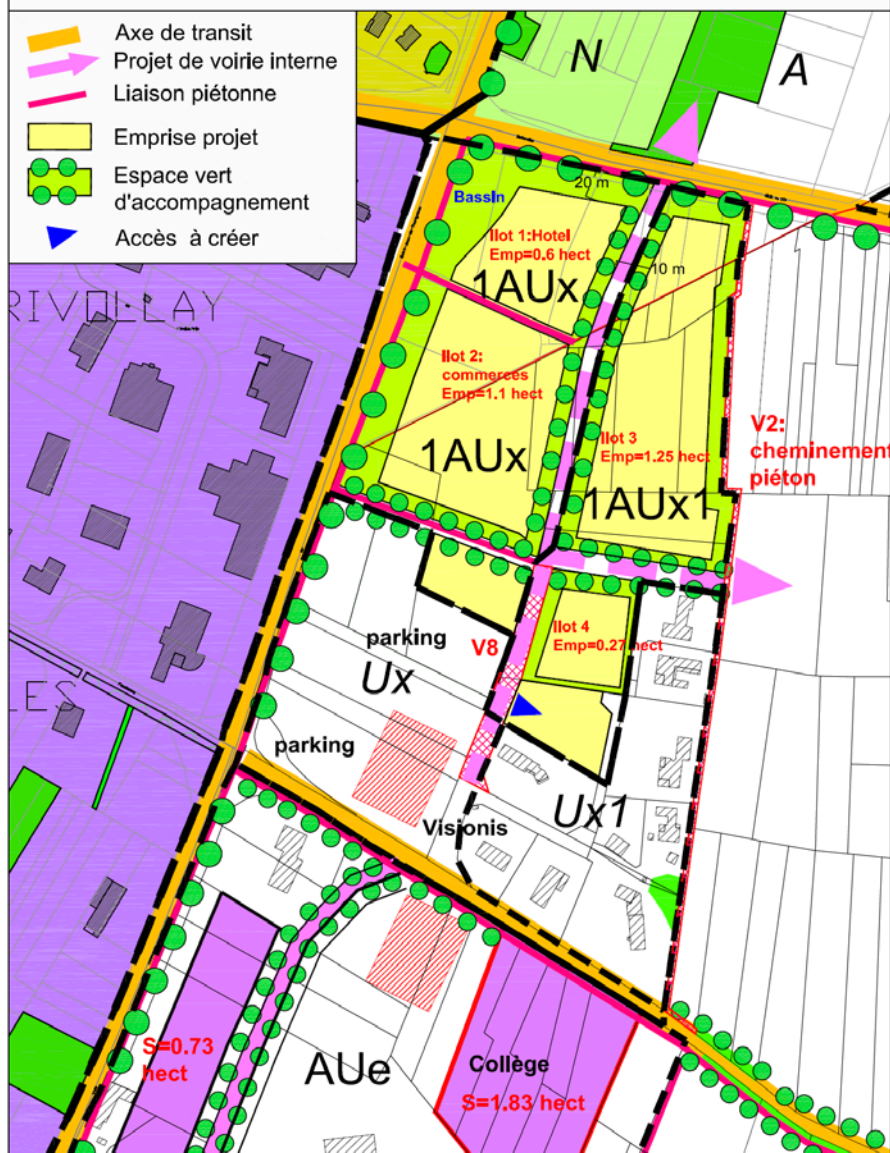 Axe de transit
Projet de voirie interne
Liaison piétonne
Emprise projet
Espace vert
d'accompagnement
Accès à créer
N
A
20 m
Bassin
Ilot 1:Hotel
Emp=0.6 hect
10 m
1AUx
RIVOLLAY
Ilot 2:
commerces
Emp=1.1 hect
1AUx
Ilot 3
Emp=1.25 hect
1AUx1
V2:
cheminement
piéton
Ilot 4
Emp=0.27 hect
parking
V8
Ux
LES
parking
Ux1
Visionis
S=0.73
hect
AUe
Collège
S=1.83 hect